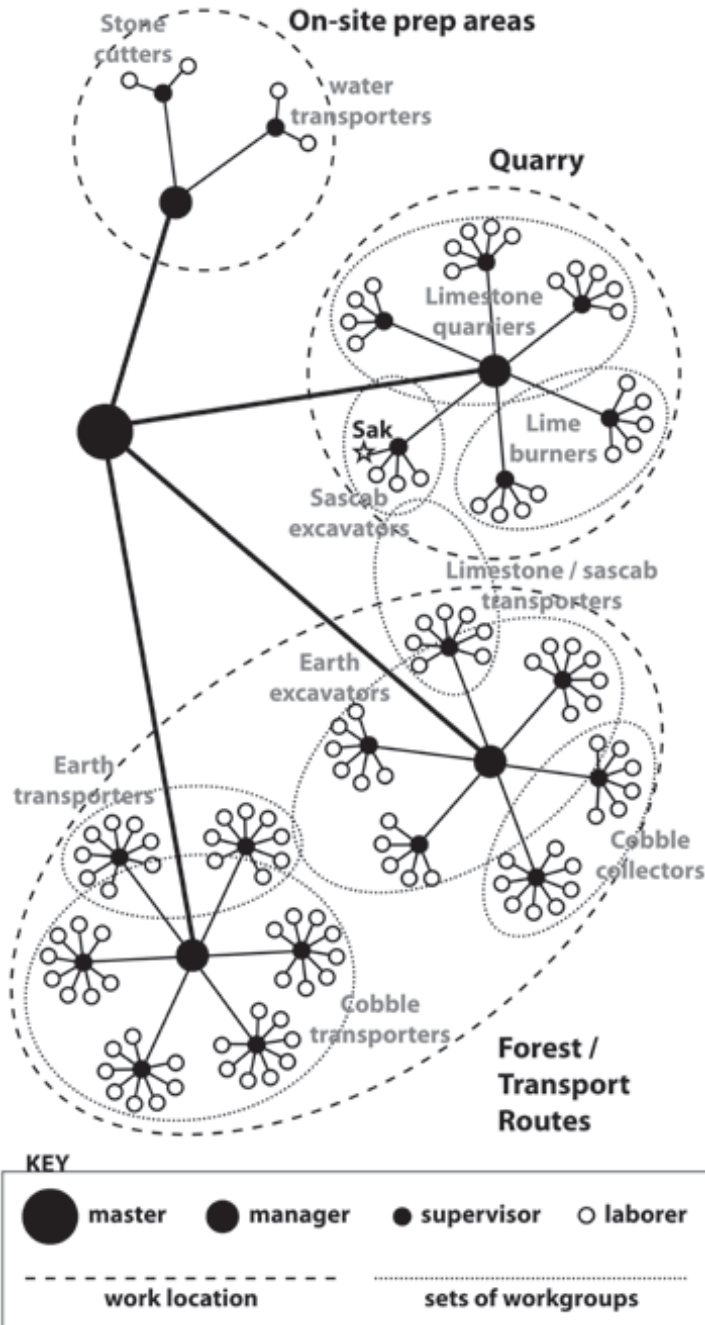 On-site prep areas
Stone
cutters
water
transporters
Quarry
Limestone
quarriers
Lime
burners
Sak
Sascab
excavators
Limestone / sascab
transporters
Earth
excavators
Earth
transporters
Cobble
collectors
Cobble
transporters
Forest /
Transport
Routes
KEY
master
manager
supervisor
laborer
work location
sets of workgroups